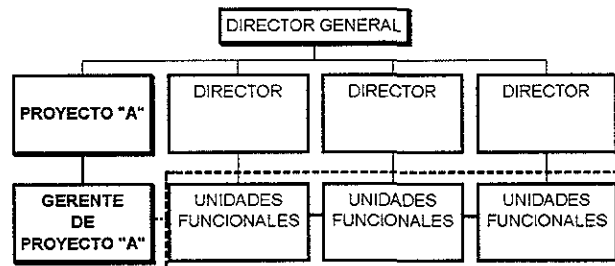 DIRECTOR GENERAL
PROYECTO "A"
DIRECTOR
DIRECTOR
DIRECTOR
GERENTE
DE
PROYECTO "A"
UNIDADES
FUNCIONALES
UNIDADES
FUNCIONALES
UNIDADES
FUNCIONALES